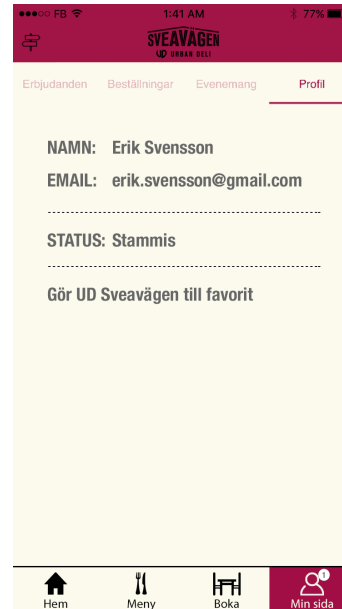 FB 1:41 AM 77%
SVEAVÄGEN
UD URBAN DELI
Erbjudanden Beställningar Evenemang Profil
NAMN: Erik Svensson
EMAIL: erik.svensson@gmail.com
STATUS: Stammis
Gör UD Sveavägen till favorit
1
Hem Meny Boka Min sida